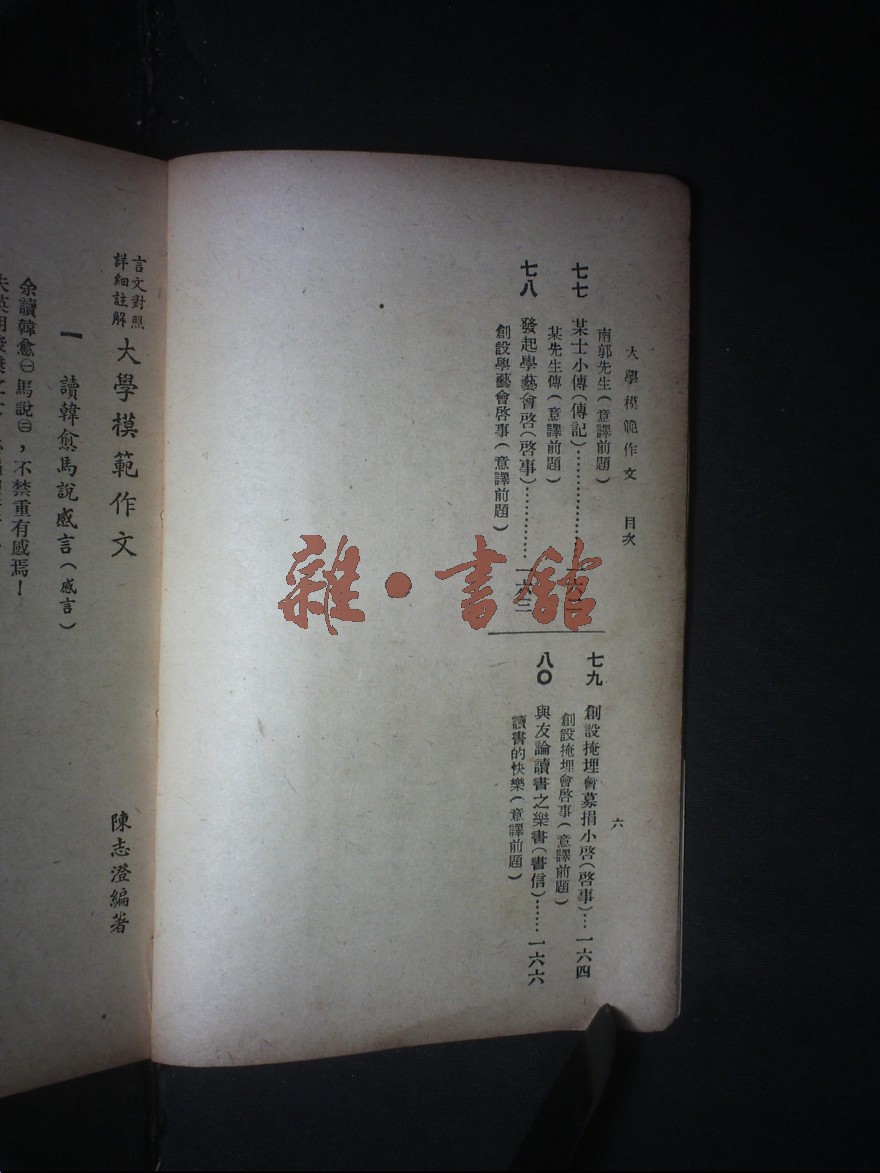 大學模範作文　目次
六
南郭先生(意譯前題)
七七　某士小傳(傳記)
某先生傳(意譯前題)
七八　發起學藝會啓(啓事)…………一六三
創設學藝會啓事(意譯前題)
七九　創設掩埋會募捐小啓(啓事)…一六四
創設掩埋會啓事(意譯前題)
八〇　與友論讀書之樂書(書信)……一六六
讀書的快樂(意譯前題)
雜·書館
言文對照
詳細註解
大學模範作文
陳志澄編著
一　讀韓愈馬說感言(感言)
余讀韓愈㊀馬說㊁，不禁重有感焉！